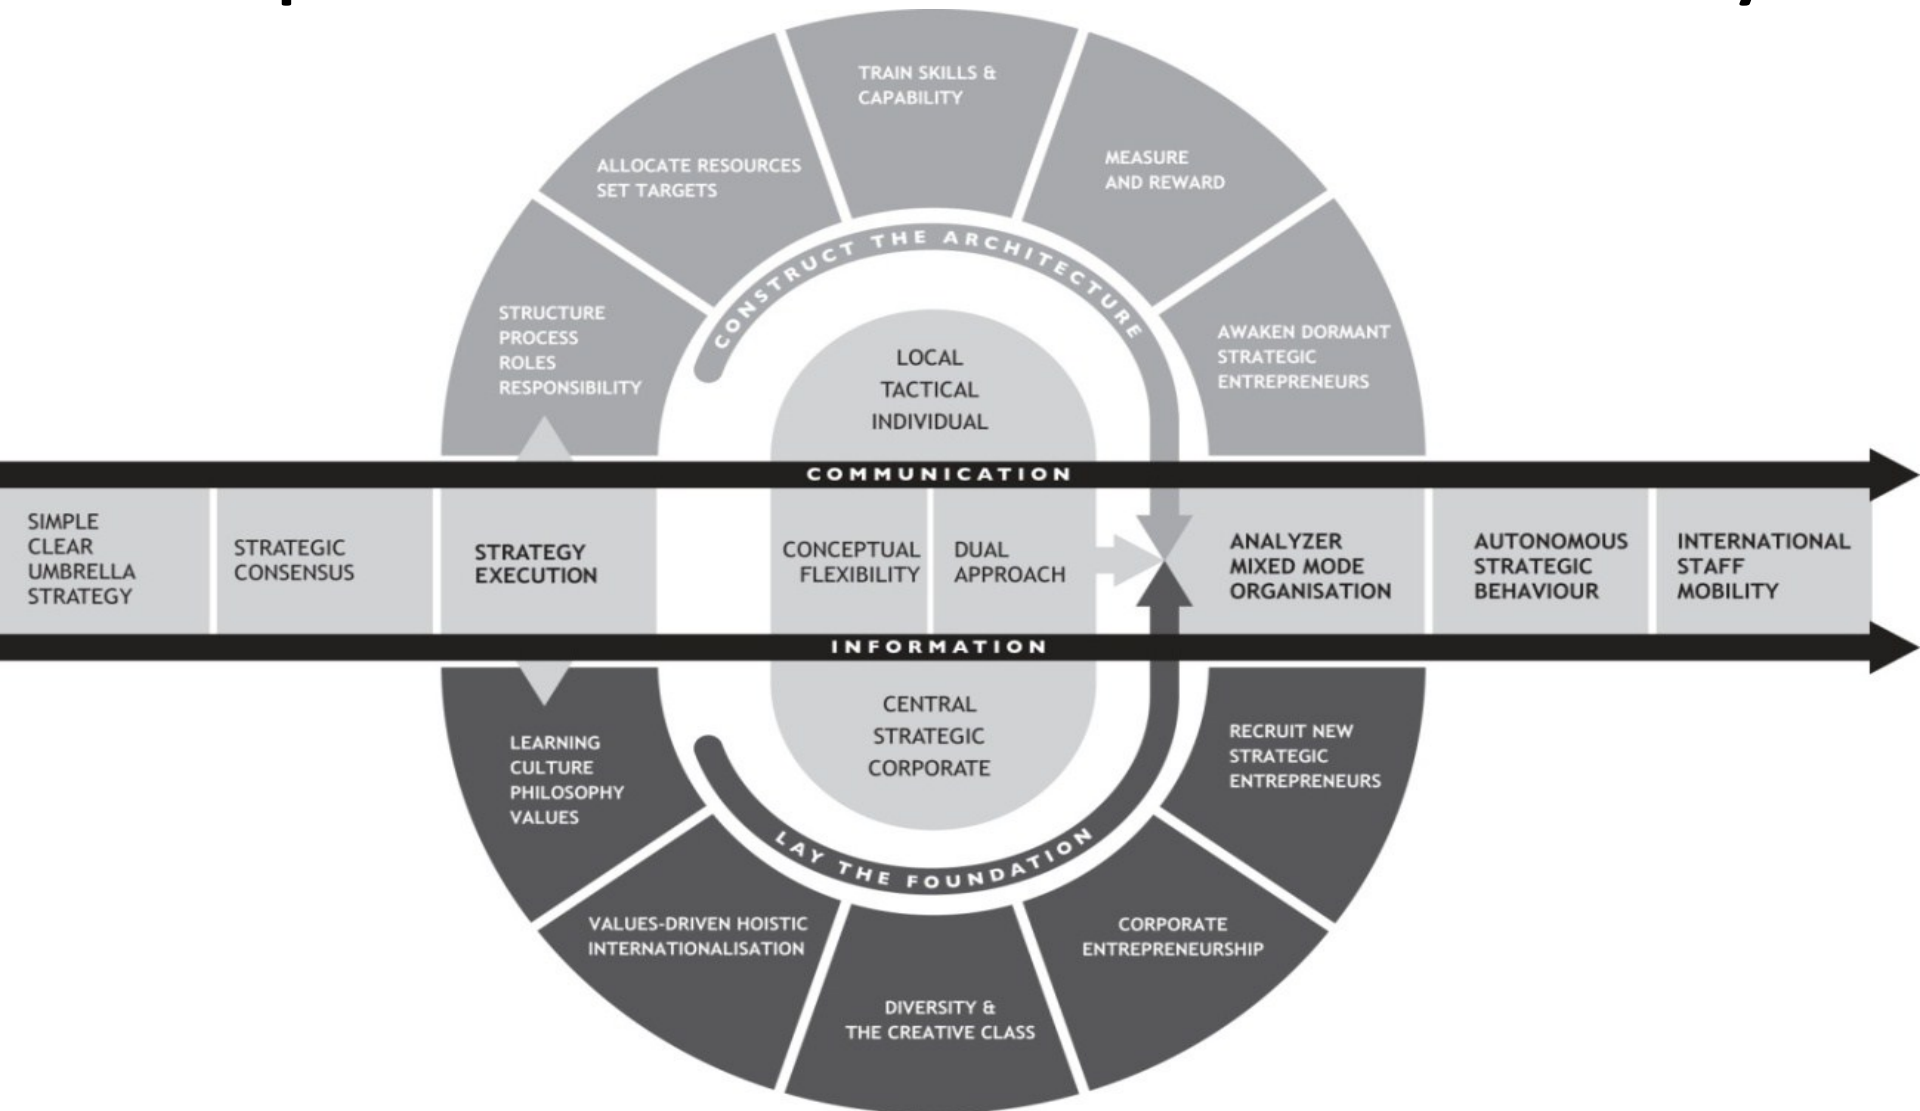 TRAIN SKILLS &
CAPABILITY
ALLOCATE RESOURCES
SET TARGETS
MEASURE
AND REWARD
STRUCTURE
PROCESS
ROLES
RESPONSIBILITY
CONSTRUCT THE ARCHITECTURE
AWAKEN DORMANT
STRATEGIC
ENTREPRENEURS
LOCAL
TACTICAL
INDIVIDUAL
COMMUNICATION
SIMPLE
CLEAR
UMBRELLA
STRATEGY
STRATEGIC
CONSENSUS
STRATEGY
EXECUTION
CONCEPTUAL
FLEXIBILITY
DUAL
APPROACH
ANALYZER
MIXED MODE
ORGANISATION
AUTONOMOUS
STRATEGIC
BEHAVIOUR
INTERNATIONAL
STAFF
MOBILITY
INFORMATION
CENTRAL
STRATEGIC
CORPORATE
LEARNING
CULTURE
PHILOSOPHY
VALUES
RECRUIT NEW
STRATEGIC
ENTREPRENEURS
LAY THE FOUNDATION
VALUES-DRIVEN HOISTIC
INTERNATIONALISATION
CORPORATE
ENTREPRENEURSHIP
DIVERSITY &
THE CREATIVE CLASS